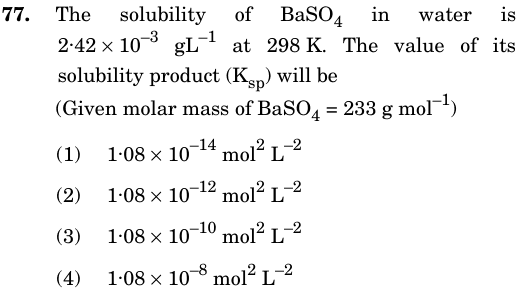 77. The solubility of BaSO₄ in water is
2·42 × 10⁻³ gL⁻¹ at 298 K. The value of its
solubility product (Kₛₚ) will be
(Given molar mass of BaSO₄ = 233 g mol⁻¹)
(1) 1·08 × 10⁻¹⁴ mol² L⁻²
(2) 1·08 × 10⁻¹² mol² L⁻²
(3) 1·08 × 10⁻¹⁰ mol² L⁻²
(4) 1·08 × 10⁻⁸ mol² L⁻²